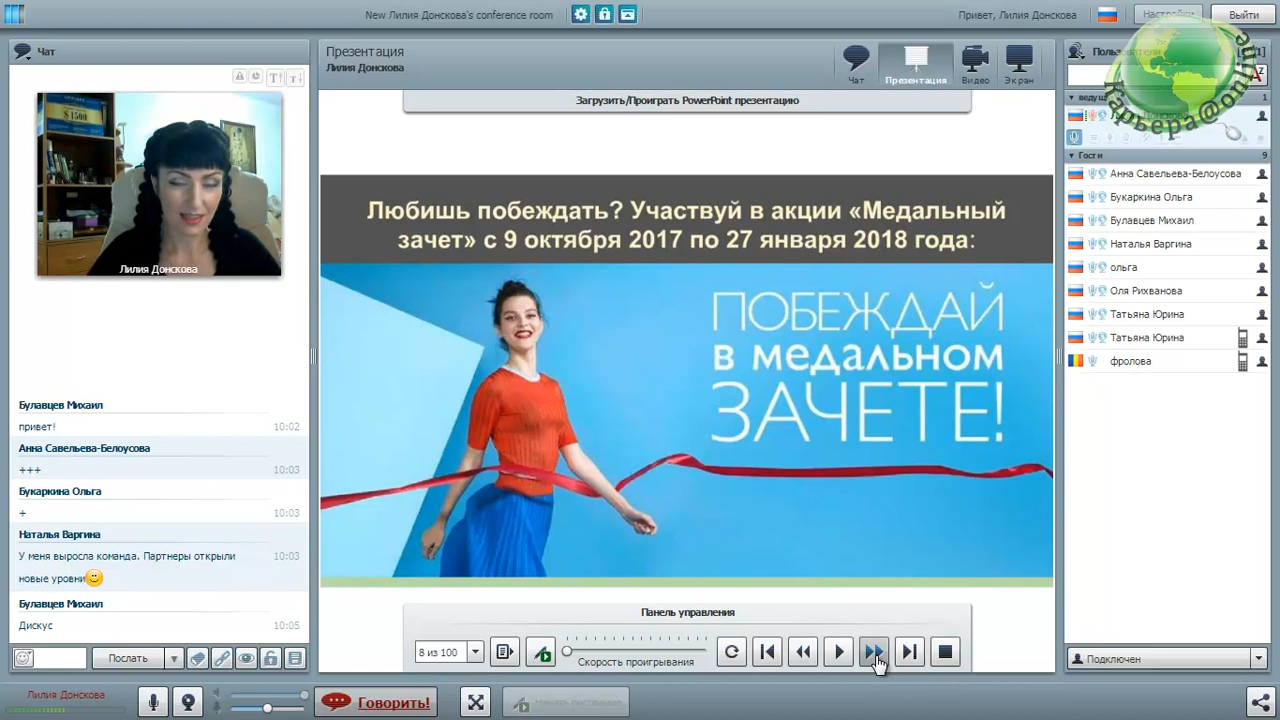 New Лилия Донскова's conference room
Привет, Лилия Донскова
Настройки
Выйти
Чат
$ 1500
Лилия Донскова
Булавцев Михаил
привет!
10:02
Анна Савельева-Белоусова
+++
10:03
Букаркина Ольга
+
10:03
Наталья Варгина
У меня выросла команда. Партнеры открыли
10:03
новые уровни
Булавцев Михаил
Дискус
10:05
Послать
Презентация
Лилия Донскова
Чат
Презентация
Видео
Экран
Загрузить/Проиграть PowerPoint презентацию
Любишь побеждать? Участвуй в акции «Медальный
зачет» с 9 октября 2017 по 27 января 2018 года:
ПОБЕЖДАЙ
в медальном
ЗАЧЕТЕ!
Панель управления
8 из 100
Скорость проигрывания
Пользователи
карьера@online
ведущ
1
Гости
9
Анна Савельева-Белоусова
Букаркина Ольга
Булавцев Михаил
Наталья Варгина
ольга
Оля Рихванова
Татьяна Юрина
Татьяна Юрина
фролова
Подключен
Лилия Донскова
Говорить!